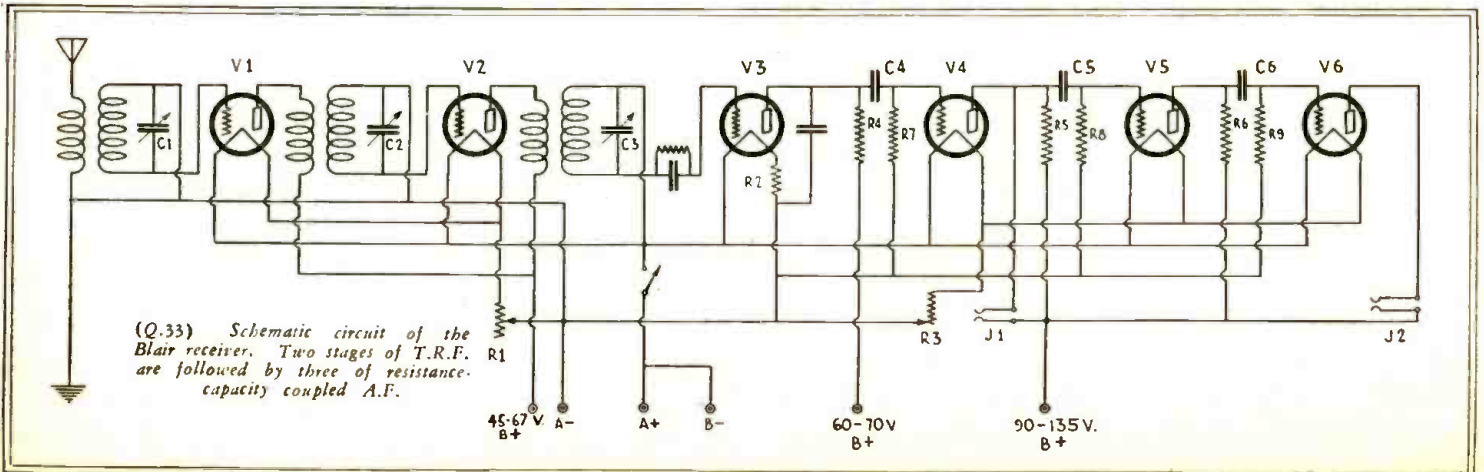 V1 V2 V3 C4 V4 C5 V5 C6 V6
C1 C2 C3 R4 R7 R5 R8 R6 R9
R2
(Q.33) Schematic circuit of the
Blair receiver. Two stages of T.R.F.
are followed by three of resistance-
capacity coupled A.F.
R1 R3 J1 J2
45-67 V. A- A+ B- 60-70 V 90-135 V.
B+ B+ B+